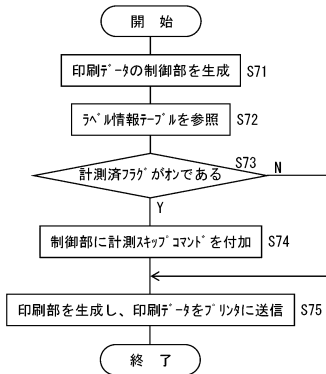 開 始
印刷ﾃﾞｰﾀの制御部を生成 S71
ﾗﾍﾞﾙ情報ﾃｰﾌﾞﾙを参照 S72
計測済ﾌﾗｸﾞがｵﾝである S73 N
Y
制御部に計測ｽｷｯﾌﾟｺﾏﾝﾄﾞを付加 S74
印刷部を生成し、印刷ﾃﾞｰﾀをﾌﾟﾘﾝﾀに送信 S75
終 了